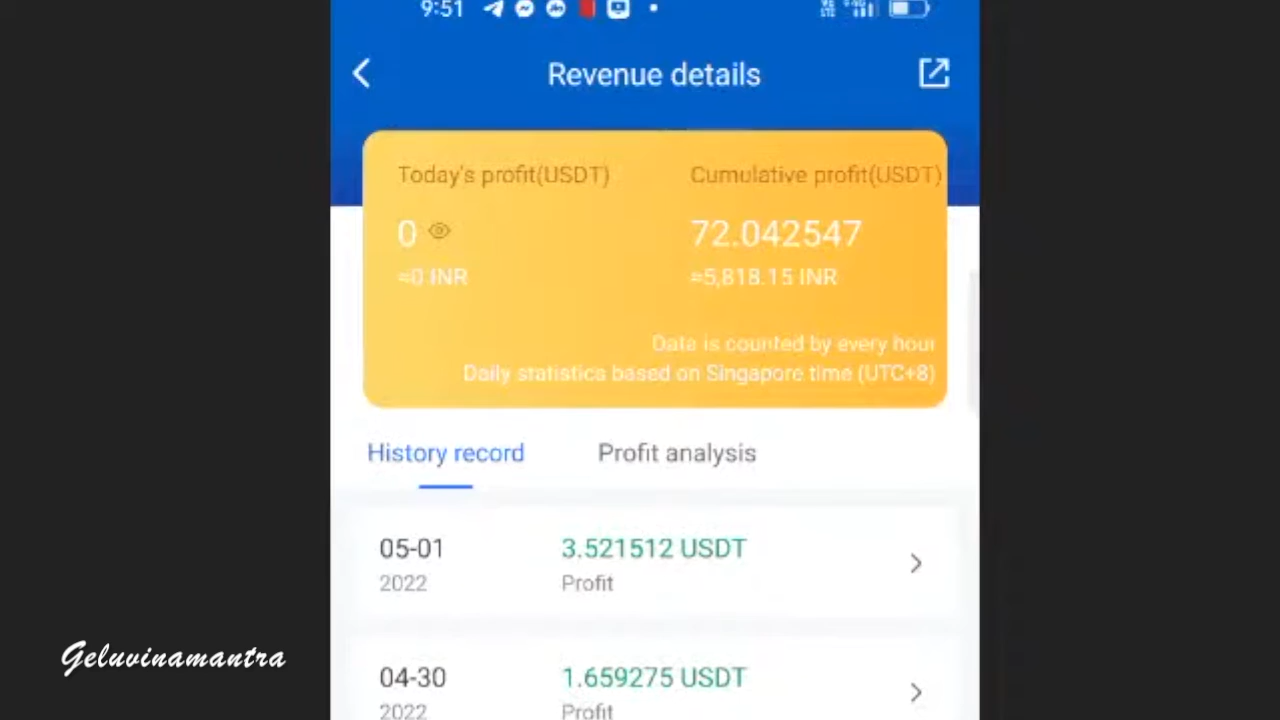 9:51
Revenue details
Today's profit(USDT) Cumulative profit(USDT)
0 72.042547
≈0 INR ≈5,818.15 INR
Data is counted by every hour
Daily statistics based on Singapore time (UTC+8)
History record Profit analysis
05-01 3.521512 USDT
2022 Profit
04-30 1.659275 USDT
2022 Profit
Geluvinamantra